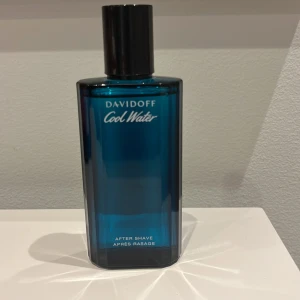 DAVIDOFF
Cool Water
AFTER SHAVE
APRÈS RASAGE